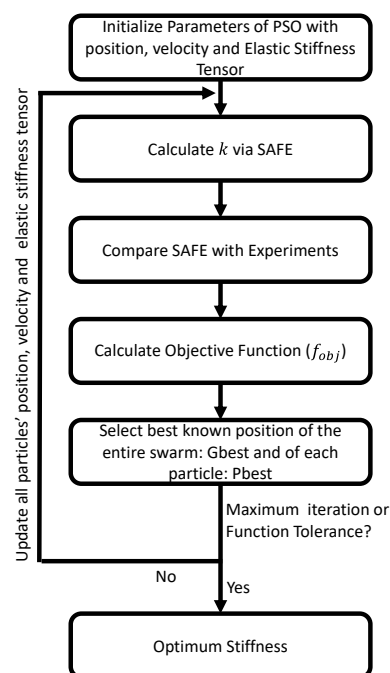 Initialize Parameters of PSO with
position, velocity and Elastic Stiffness
Tensor
Calculate k via SAFE
Compare SAFE with Experiments
Calculate Objective Function (f_obj)
Select best known position of the
entire swarm: Gbest and of each
particle: Pbest
Maximum iteration or
Function Tolerance?
No
Yes
Optimum Stiffness
Update all particles' position, velocity and elastic stiffness tensor